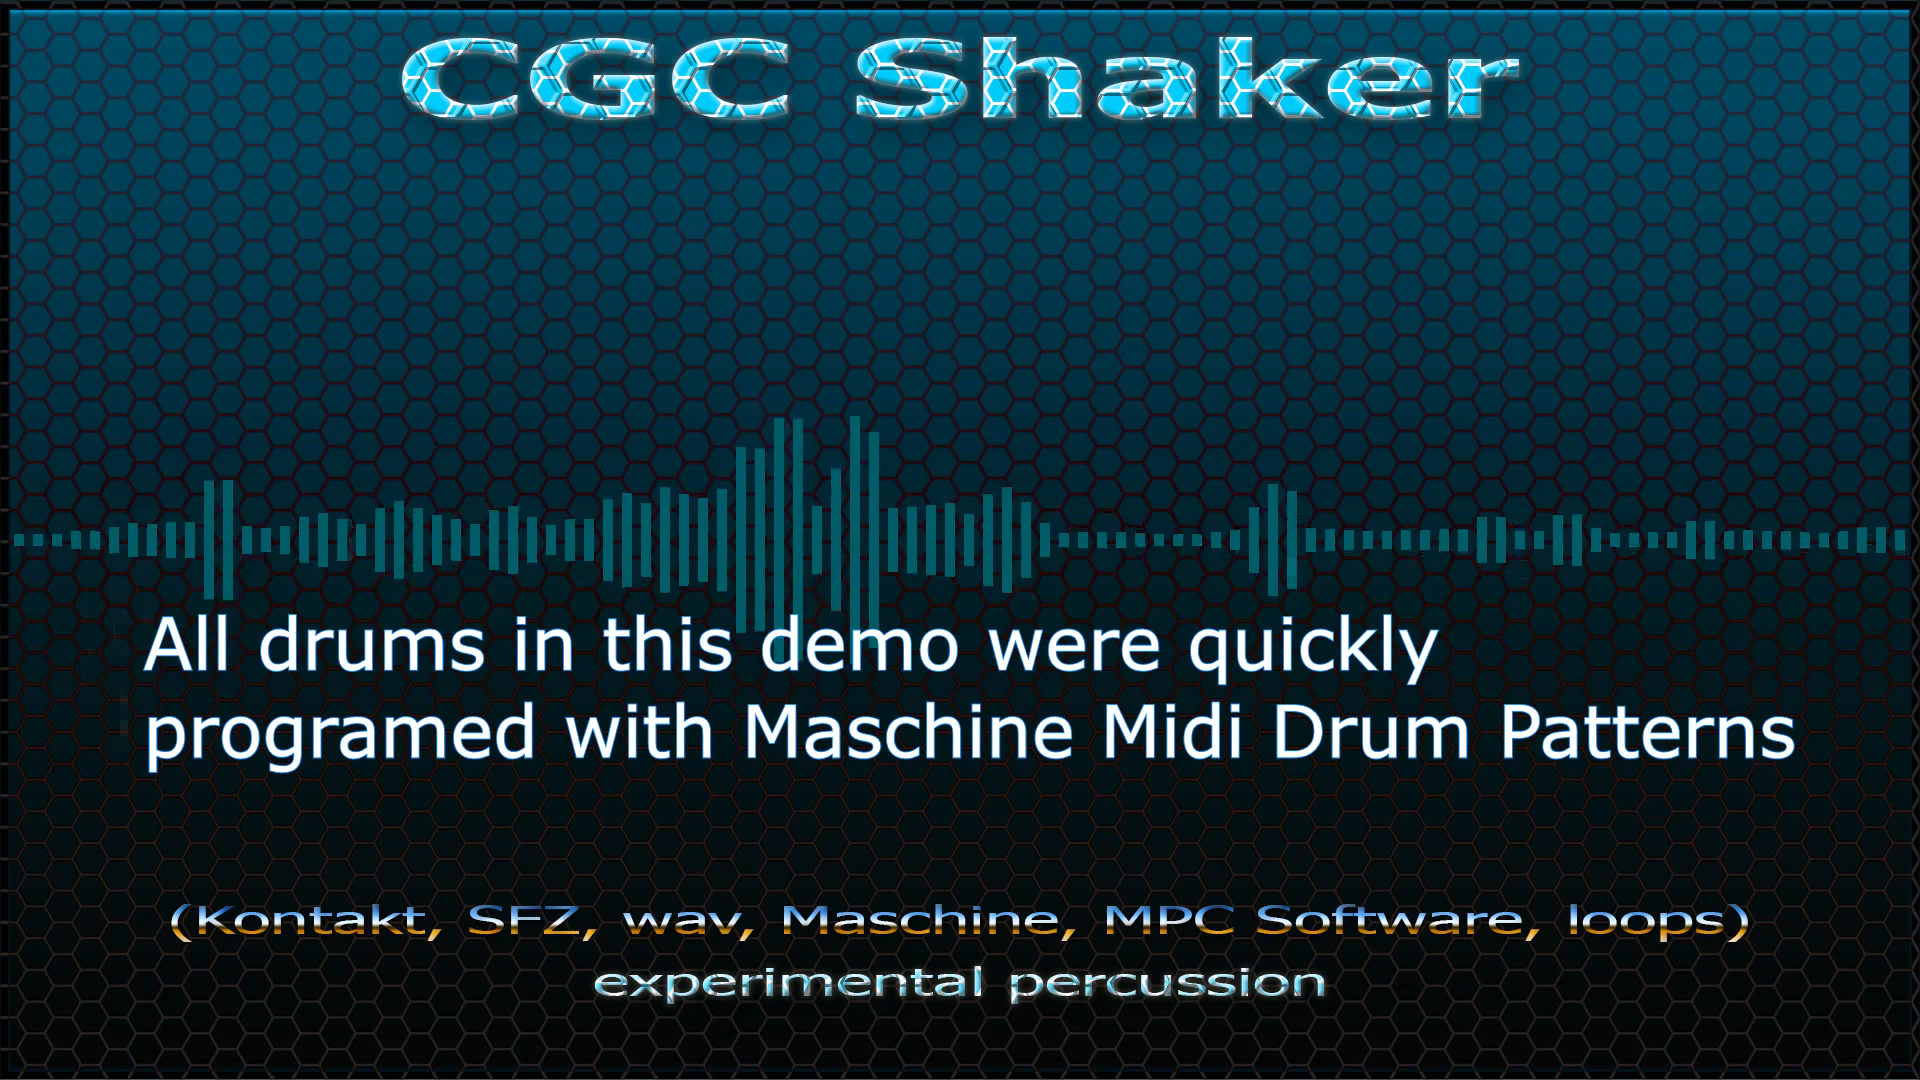 CGC Shaker
All drums in this demo were quickly
programed with Maschine Midi Drum Patterns
(Kontakt, SFZ, wav, Maschine, MPC Software, loops)
experimental percussion